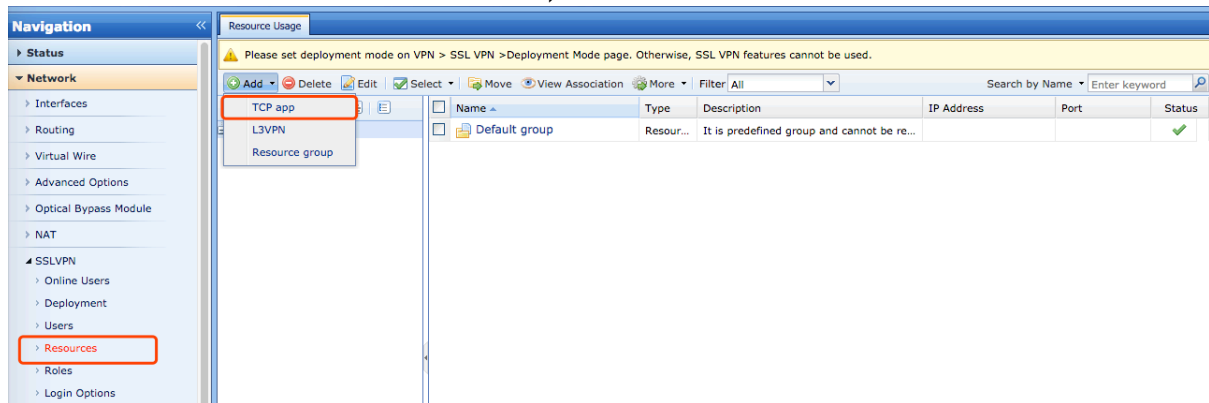 Navigation
Resource Usage
Status
Please set deployment mode on VPN > SSL VPN >Deployment Mode page. Otherwise, SSL VPN features cannot be used.
Network
Add Delete Edit Select Move View Association More Filter All Search by Name Enter keyword
Interfaces
TCP app
Name Type Description IP Address Port Status
Routing
L3VPN
Default group Resour... It is predefined group and cannot be re...
Virtual Wire
Resource group
Advanced Options
Optical Bypass Module
NAT
SSLVPN
Online Users
Deployment
Users
Resources
Roles
Login Options